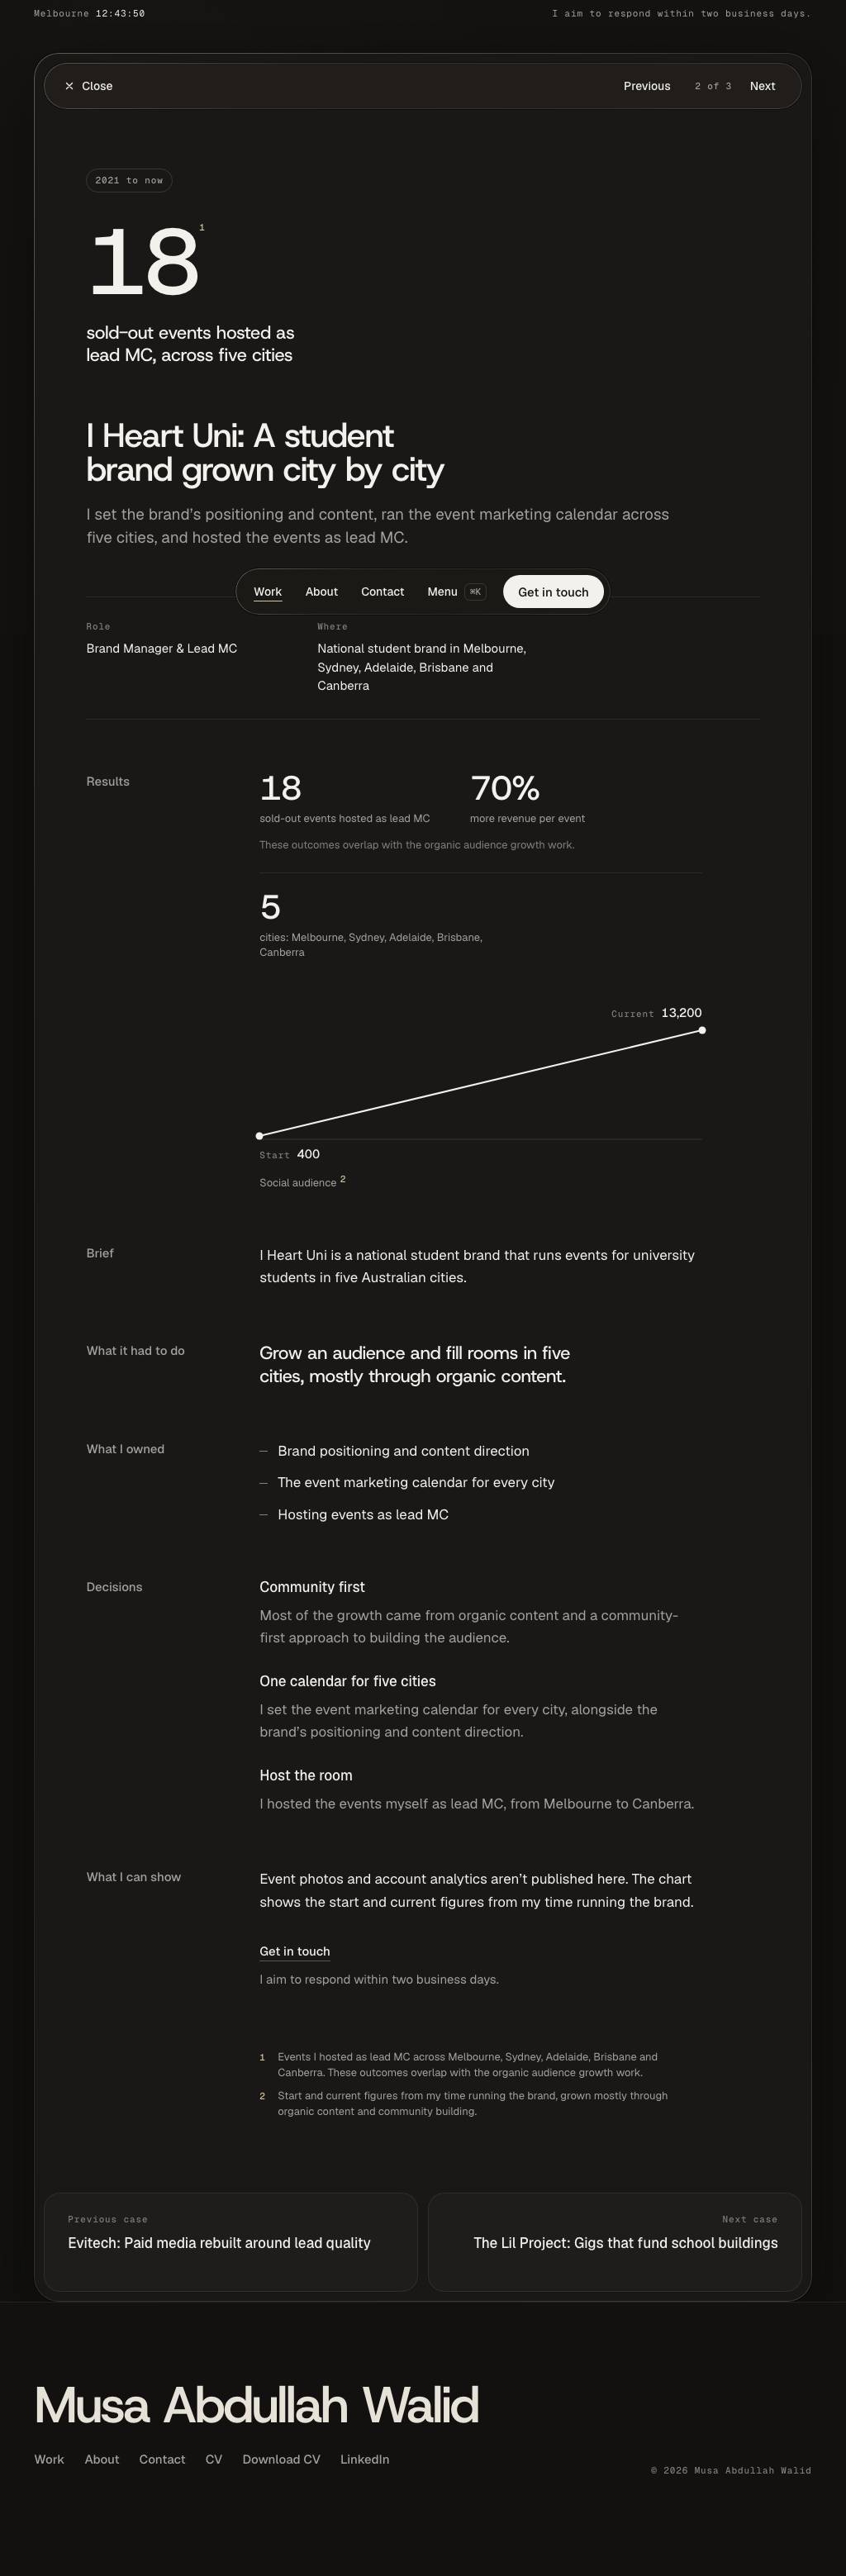 Melbourne 12:43:50
I aim to respond within two business days.
× Close
Previous 2 of 3 Next
2021 to now
18 1
sold-out events hosted as
lead MC, across five cities
I Heart Uni: A student
brand grown city by city
I set the brand's positioning and content, ran the event marketing calendar across
five cities, and hosted the events as lead MC.
Work About Contact Menu ⌘K Get in touch
Role
Brand Manager & Lead MC
Where
National student brand in Melbourne,
Sydney, Adelaide, Brisbane and
Canberra
Results
18
sold-out events hosted as lead MC
70%
more revenue per event
These outcomes overlap with the organic audience growth work.
5
cities: Melbourne, Sydney, Adelaide, Brisbane,
Canberra
Current 13,200
Start 400
Social audience 2
Brief
I Heart Uni is a national student brand that runs events for university
students in five Australian cities.
What it had to do
Grow an audience and fill rooms in five
cities, mostly through organic content.
What I owned
— Brand positioning and content direction
— The event marketing calendar for every city
— Hosting events as lead MC
Decisions
Community first
Most of the growth came from organic content and a community-
first approach to building the audience.
One calendar for five cities
I set the event marketing calendar for every city, alongside the
brand's positioning and content direction.
Host the room
I hosted the events myself as lead MC, from Melbourne to Canberra.
What I can show
Event photos and account analytics aren't published here. The chart
shows the start and current figures from my time running the brand.
Get in touch
I aim to respond within two business days.
1 Events I hosted as lead MC across Melbourne, Sydney, Adelaide, Brisbane and
Canberra. These outcomes overlap with the organic audience growth work.
2 Start and current figures from my time running the brand, grown mostly through
organic content and community building.
Previous case
Evitech: Paid media rebuilt around lead quality
Next case
The Lil Project: Gigs that fund school buildings
Musa Abdullah Walid
Work About Contact CV Download CV LinkedIn
© 2026 Musa Abdullah Walid